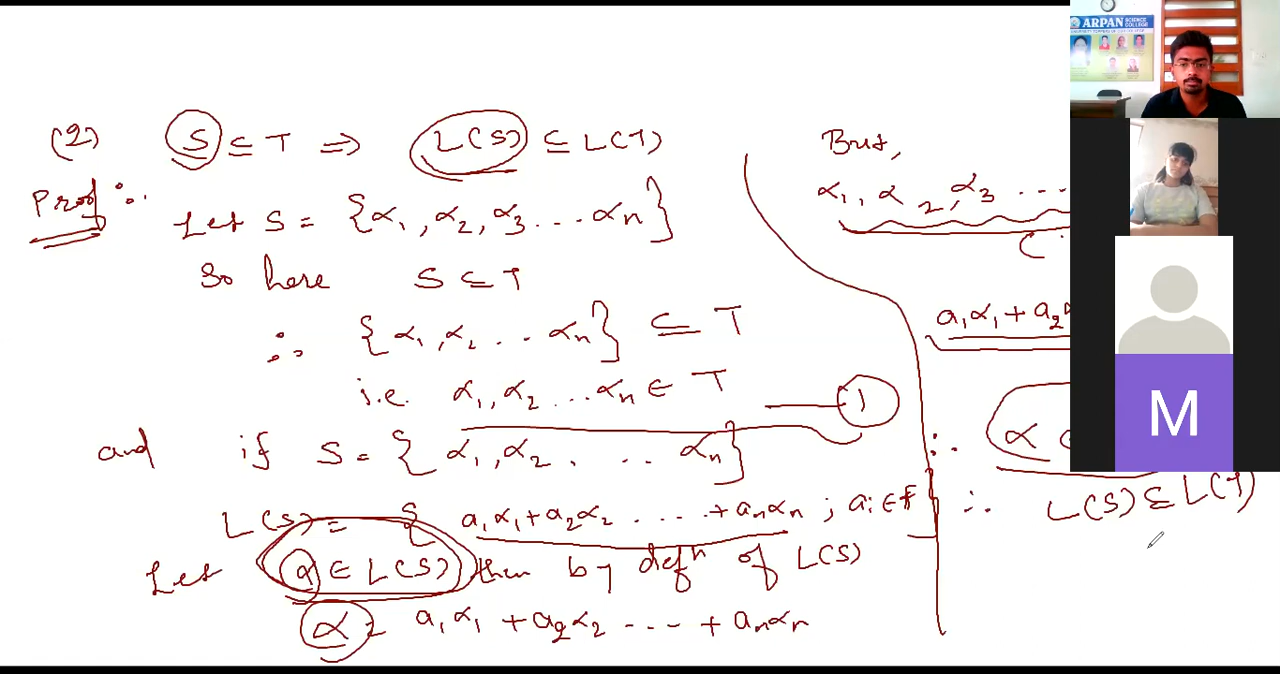 (2) S ⊆ T ⇒ L(S) ⊆ L(T)
Proof :.
Let S = {α1, α2, α3 ... αn}
So here S ⊆ T
∴ {α1, α2 ... αn} ⊆ T
i.e. α1, α2 ... αn ∈ T — 1
and if S = {α1, α2, . .. αn}
L(S) = { a1α1 + a2α2 .... + anαn ; ai ∈ F }
Let α ∈ L(S) then by defn of L(S)
α = a1α1 + a2α2 --- + anαn
But,
α1, α2, α3 ...
a1α1 + a2
∴ α
∴ L(S) ⊆ L(T)
ARPAN
SCIENCE
COLLEGE
M